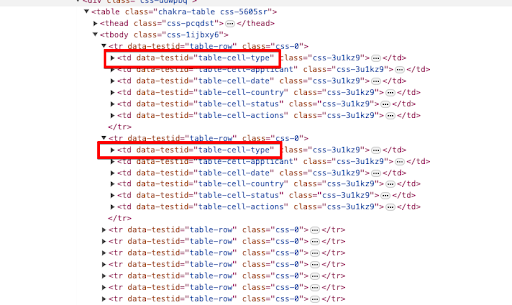 <div class="css-u0wpbq">
▼<table class="chakra-table css-5605sr">
▶<thead class="css-pcqdst">…</thead>
▼<tbody class="css-1ijbxy6">
▼<tr data-testid="table-row" class="css-0">
▶<td data-testid="table-cell-type" class="css-3u1kz9">…</td>
▶<td data-testid="table-cell-applicant" class="css-3u1kz9">…</td>
▶<td data-testid="table-cell-date" class="css-3u1kz9">…</td>
▶<td data-testid="table-cell-country" class="css-3u1kz9">…</td>
▶<td data-testid="table-cell-status" class="css-3u1kz9">…</td>
▶<td data-testid="table-cell-actions" class="css-3u1kz9">…</td>
</tr>
▼<tr data-testid="table-row" class="css-0">
▶<td data-testid="table-cell-type" class="css-3u1kz9">…</td>
▶<td data-testid="table-cell-applicant" class="css-3u1kz9">…</td>
▶<td data-testid="table-cell-date" class="css-3u1kz9">…</td>
▶<td data-testid="table-cell-country" class="css-3u1kz9">…</td>
▶<td data-testid="table-cell-status" class="css-3u1kz9">…</td>
▶<td data-testid="table-cell-actions" class="css-3u1kz9">…</td>
</tr>
▶<tr data-testid="table-row" class="css-0">…</tr>
▶<tr data-testid="table-row" class="css-0">…</tr>
▶<tr data-testid="table-row" class="css-0">…</tr>
▶<tr data-testid="table-row" class="css-0">…</tr>
▶<tr data-testid="table-row" class="css-0">…</tr>
▶<tr data-testid="table-row" class="css-0">…</tr>
▶<tr data-testid="table-row" class="css-0">…</tr>